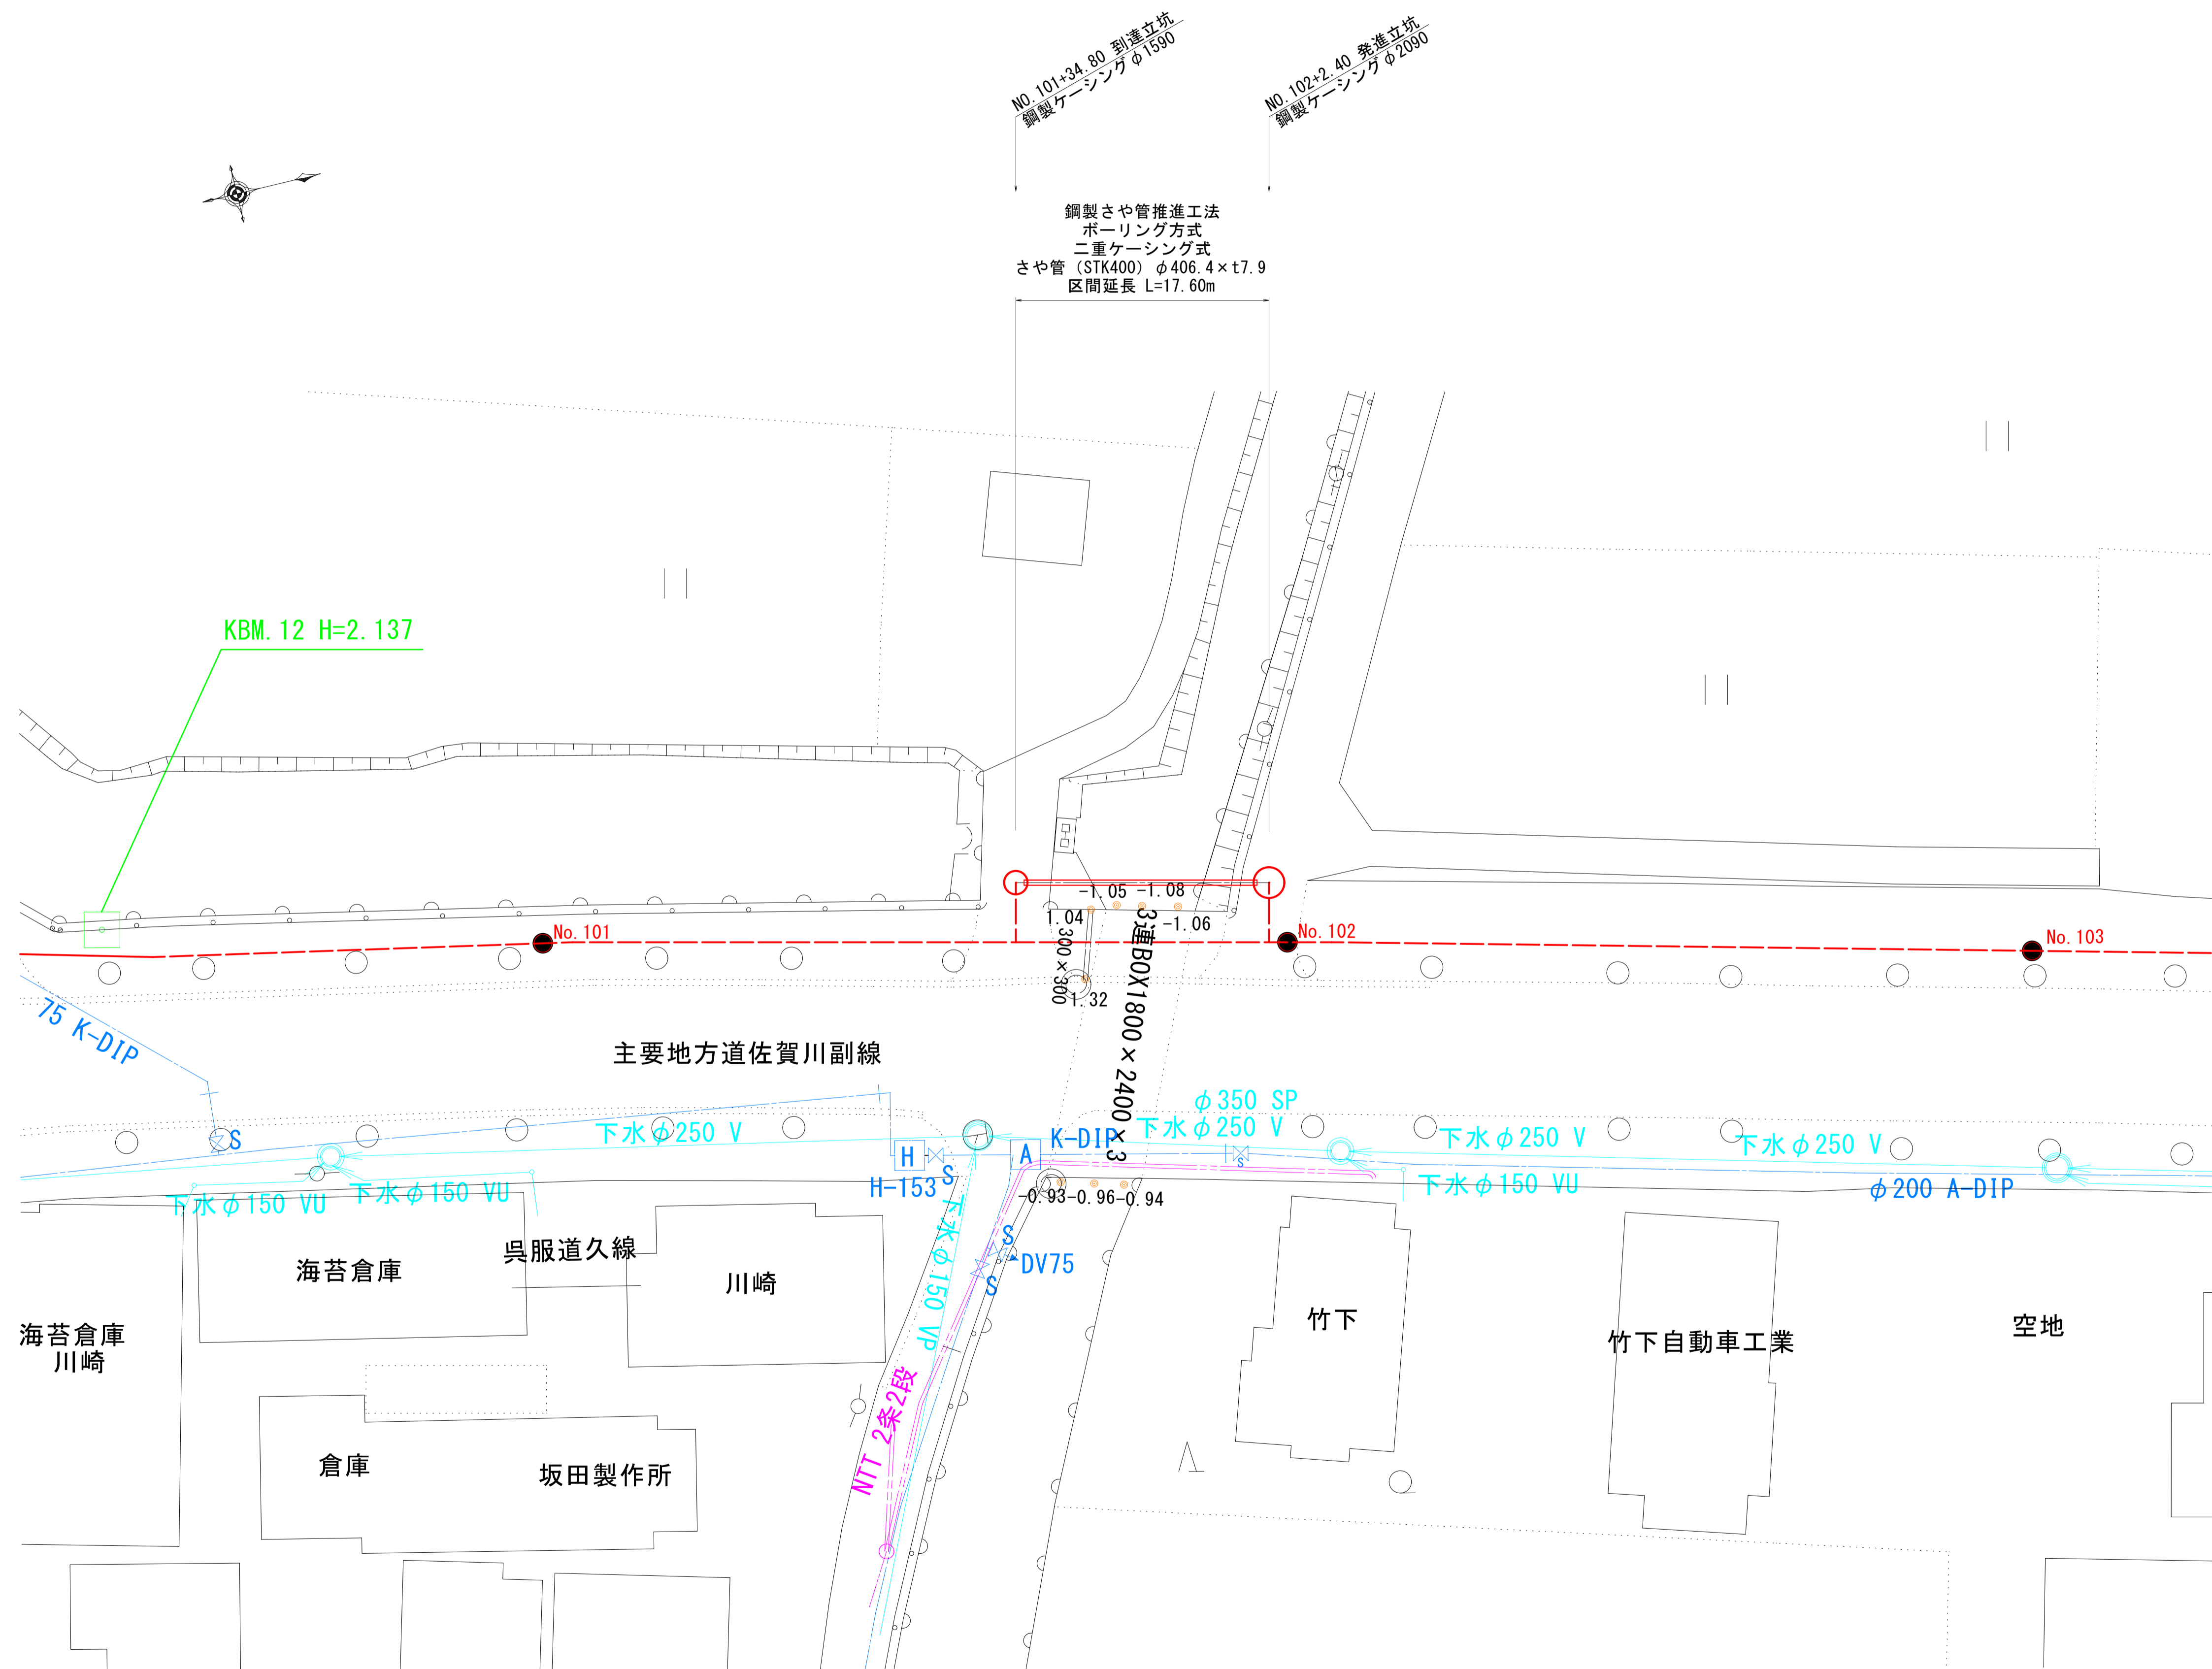 NO.101+34.80 到達立坑
鋼製ケーシングφ1590
NO.102+2.40 発進立坑
鋼製ケーシングφ2090
鋼製さや管推進工法
ボーリング方式
二重ケーシング式
さや管（STK400）φ406.4×t7.9
区間延長 L=17.60m
KBM.12 H=2.137
No.101
No.102
No.103
-1.05
-1.08
1.04
-1.06
300×300
1.32
3連BOX1800×2400×3
75 K-DIP
主要地方道佐賀川副線
S
下水φ250 V
φ350 SP
下水φ250 V
K-DIP
下水φ250 V
下水φ250 V
H
A
S
S
H-153
下水φ150 VU
下水φ150 VU
下水φ150 VU
φ200 A-DIP
-0.93
-0.96
-0.94
下水φ150 VP
S
DV75
S
呉服道久線
海苔倉庫
川崎
海苔倉庫
川崎
竹下
竹下自動車工業
空地
NTT 2条2段
倉庫
坂田製作所